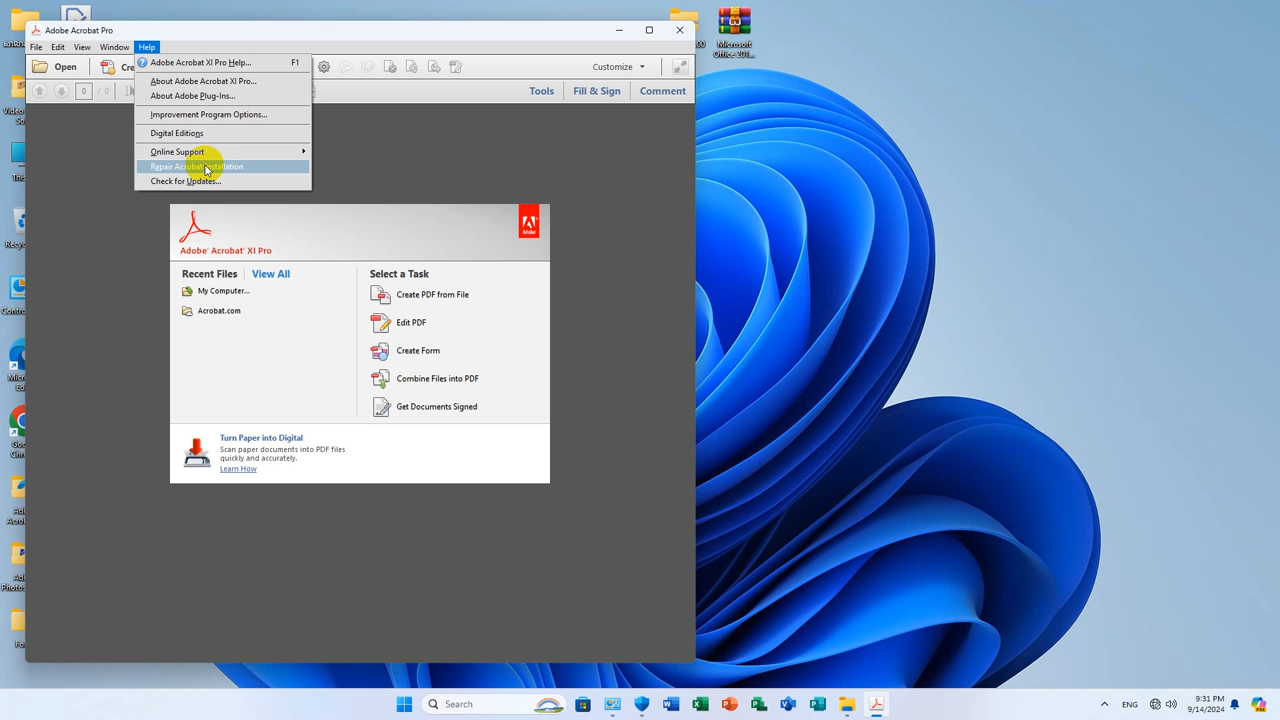 Adobe Acrobat Pro
File Edit View Window Help
Open
Customize
Tools Fill & Sign Comment
Adobe Acrobat XI Pro Help... F1
About Adobe Acrobat XI Pro...
About Adobe Plug-Ins...
Improvement Program Options...
Digital Editions
Online Support
Repair Acrobat Installation
Check for Updates...
0 / 0
Adobe
Adobe® Acrobat® XI Pro
Recent Files View All
My Computer...
Acrobat.com
Select a Task
Create PDF from File
Edit PDF
Create Form
Combine Files into PDF
Get Documents Signed
Turn Paper into Digital
Scan paper documents into PDF files
quickly and accurately.
Learn How
Microsoft
Office 201...
Search
ENG
9:31 PM
9/14/2024